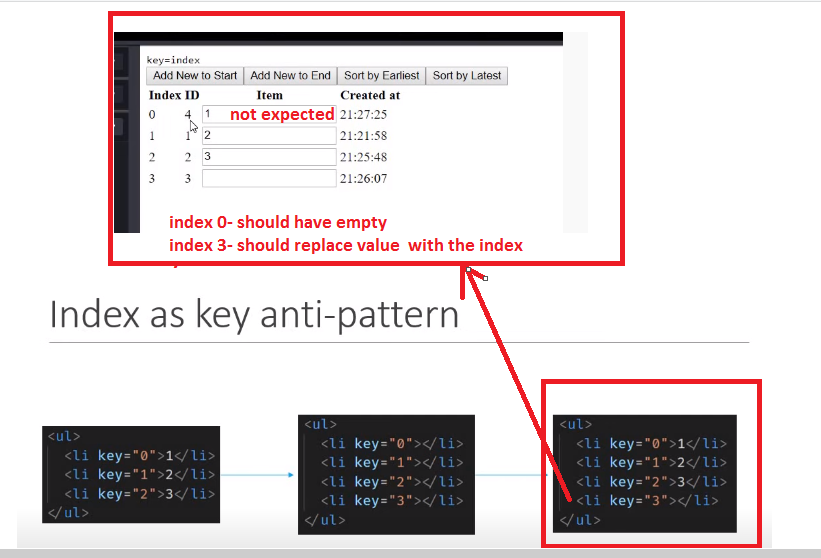 key=index
Add New to Start Add New to End Sort by Earliest Sort by Latest
Index ID Item Created at
0 4 1 not expected 21:27:25
1 1 2 21:21:58
2 2 3 21:25:48
3 3 21:26:07
index 0- should have empty
index 3- should replace value with the index
Index as key anti-pattern
<ul>
<li key="0">1</li>
<li key="1">2</li>
<li key="2">3</li>
</ul>
<ul>
<li key="0"></li>
<li key="1"></li>
<li key="2"></li>
<li key="3"></li>
</ul>
<ul>
<li key="0">1</li>
<li key="1">2</li>
<li key="2">3</li>
<li key="3"></li>
</ul>